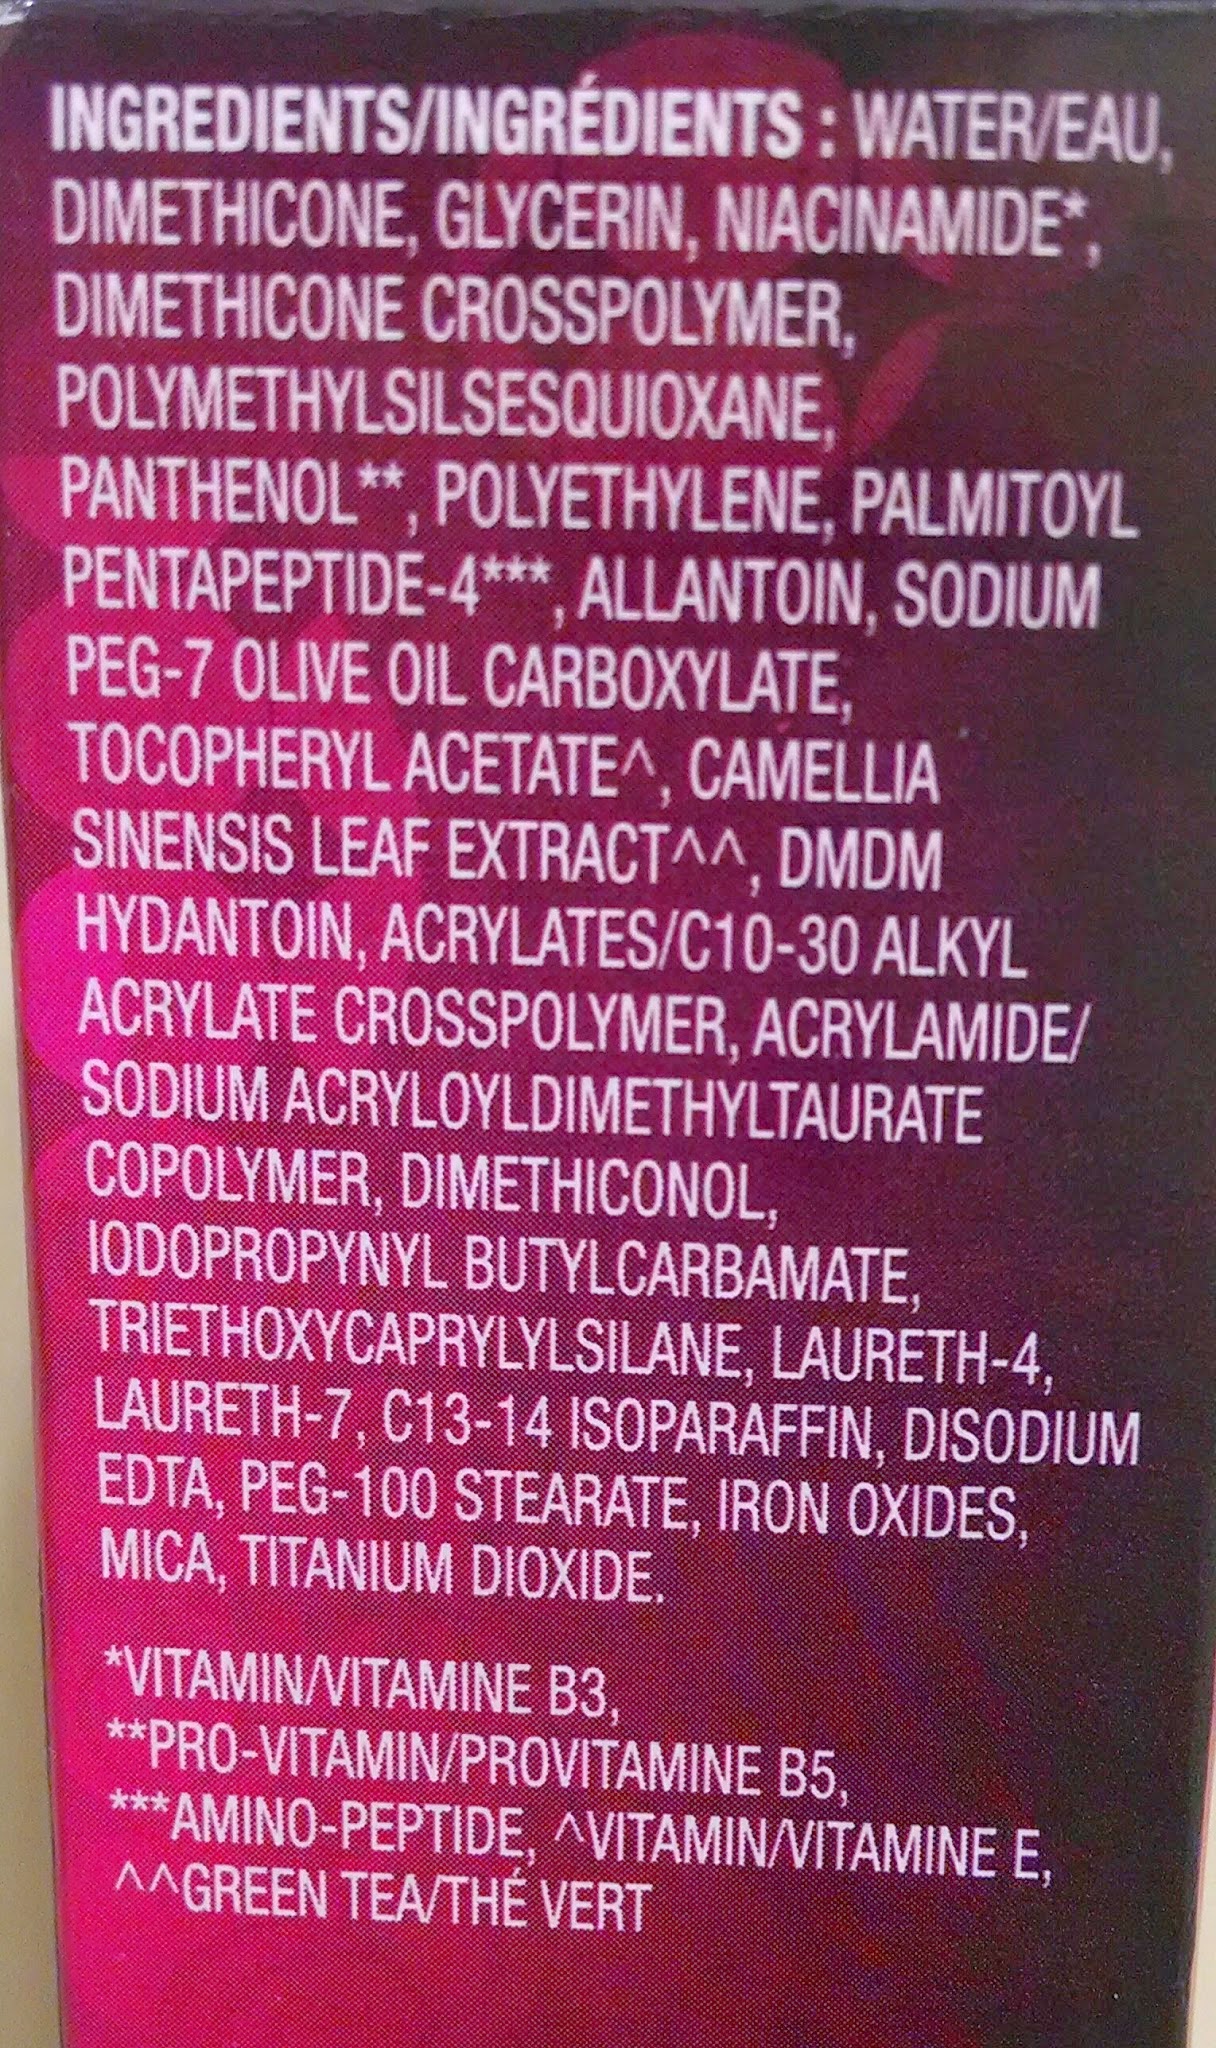 INGREDIENTS/INGRÉDIENTS : WATER/EAU,
DIMETHICONE, GLYCERIN, NIACINAMIDE*,
DIMETHICONE CROSSPOLYMER,
POLYMETHYLSILSESQUIOXANE,
PANTHENOL**, POLYETHYLENE, PALMITOYL
PENTAPEPTIDE-4***, ALLANTOIN, SODIUM
PEG-7 OLIVE OIL CARBOXYLATE,
TOCOPHERYL ACETATE^, CAMELLIA
SINENSIS LEAF EXTRACT^^, DMDM
HYDANTOIN, ACRYLATES/C10-30 ALKYL
ACRYLATE CROSSPOLYMER, ACRYLAMIDE/
SODIUM ACRYLOYLDIMETHYLTAURATE
COPOLYMER, DIMETHICONOL,
IODOPROPYNYL BUTYLCARBAMATE,
TRIETHOXYCAPRYLYLSILANE, LAURETH-4,
LAURETH-7, C13-14 ISOPARAFFIN, DISODIUM
EDTA, PEG-100 STEARATE, IRON OXIDES,
MICA, TITANIUM DIOXIDE.
*VITAMIN/VITAMINE B3,
**PRO-VITAMIN/PROVITAMINE B5,
***AMINO-PEPTIDE, ^VITAMIN/VITAMINE E,
^^GREEN TEA/THÉ VERT